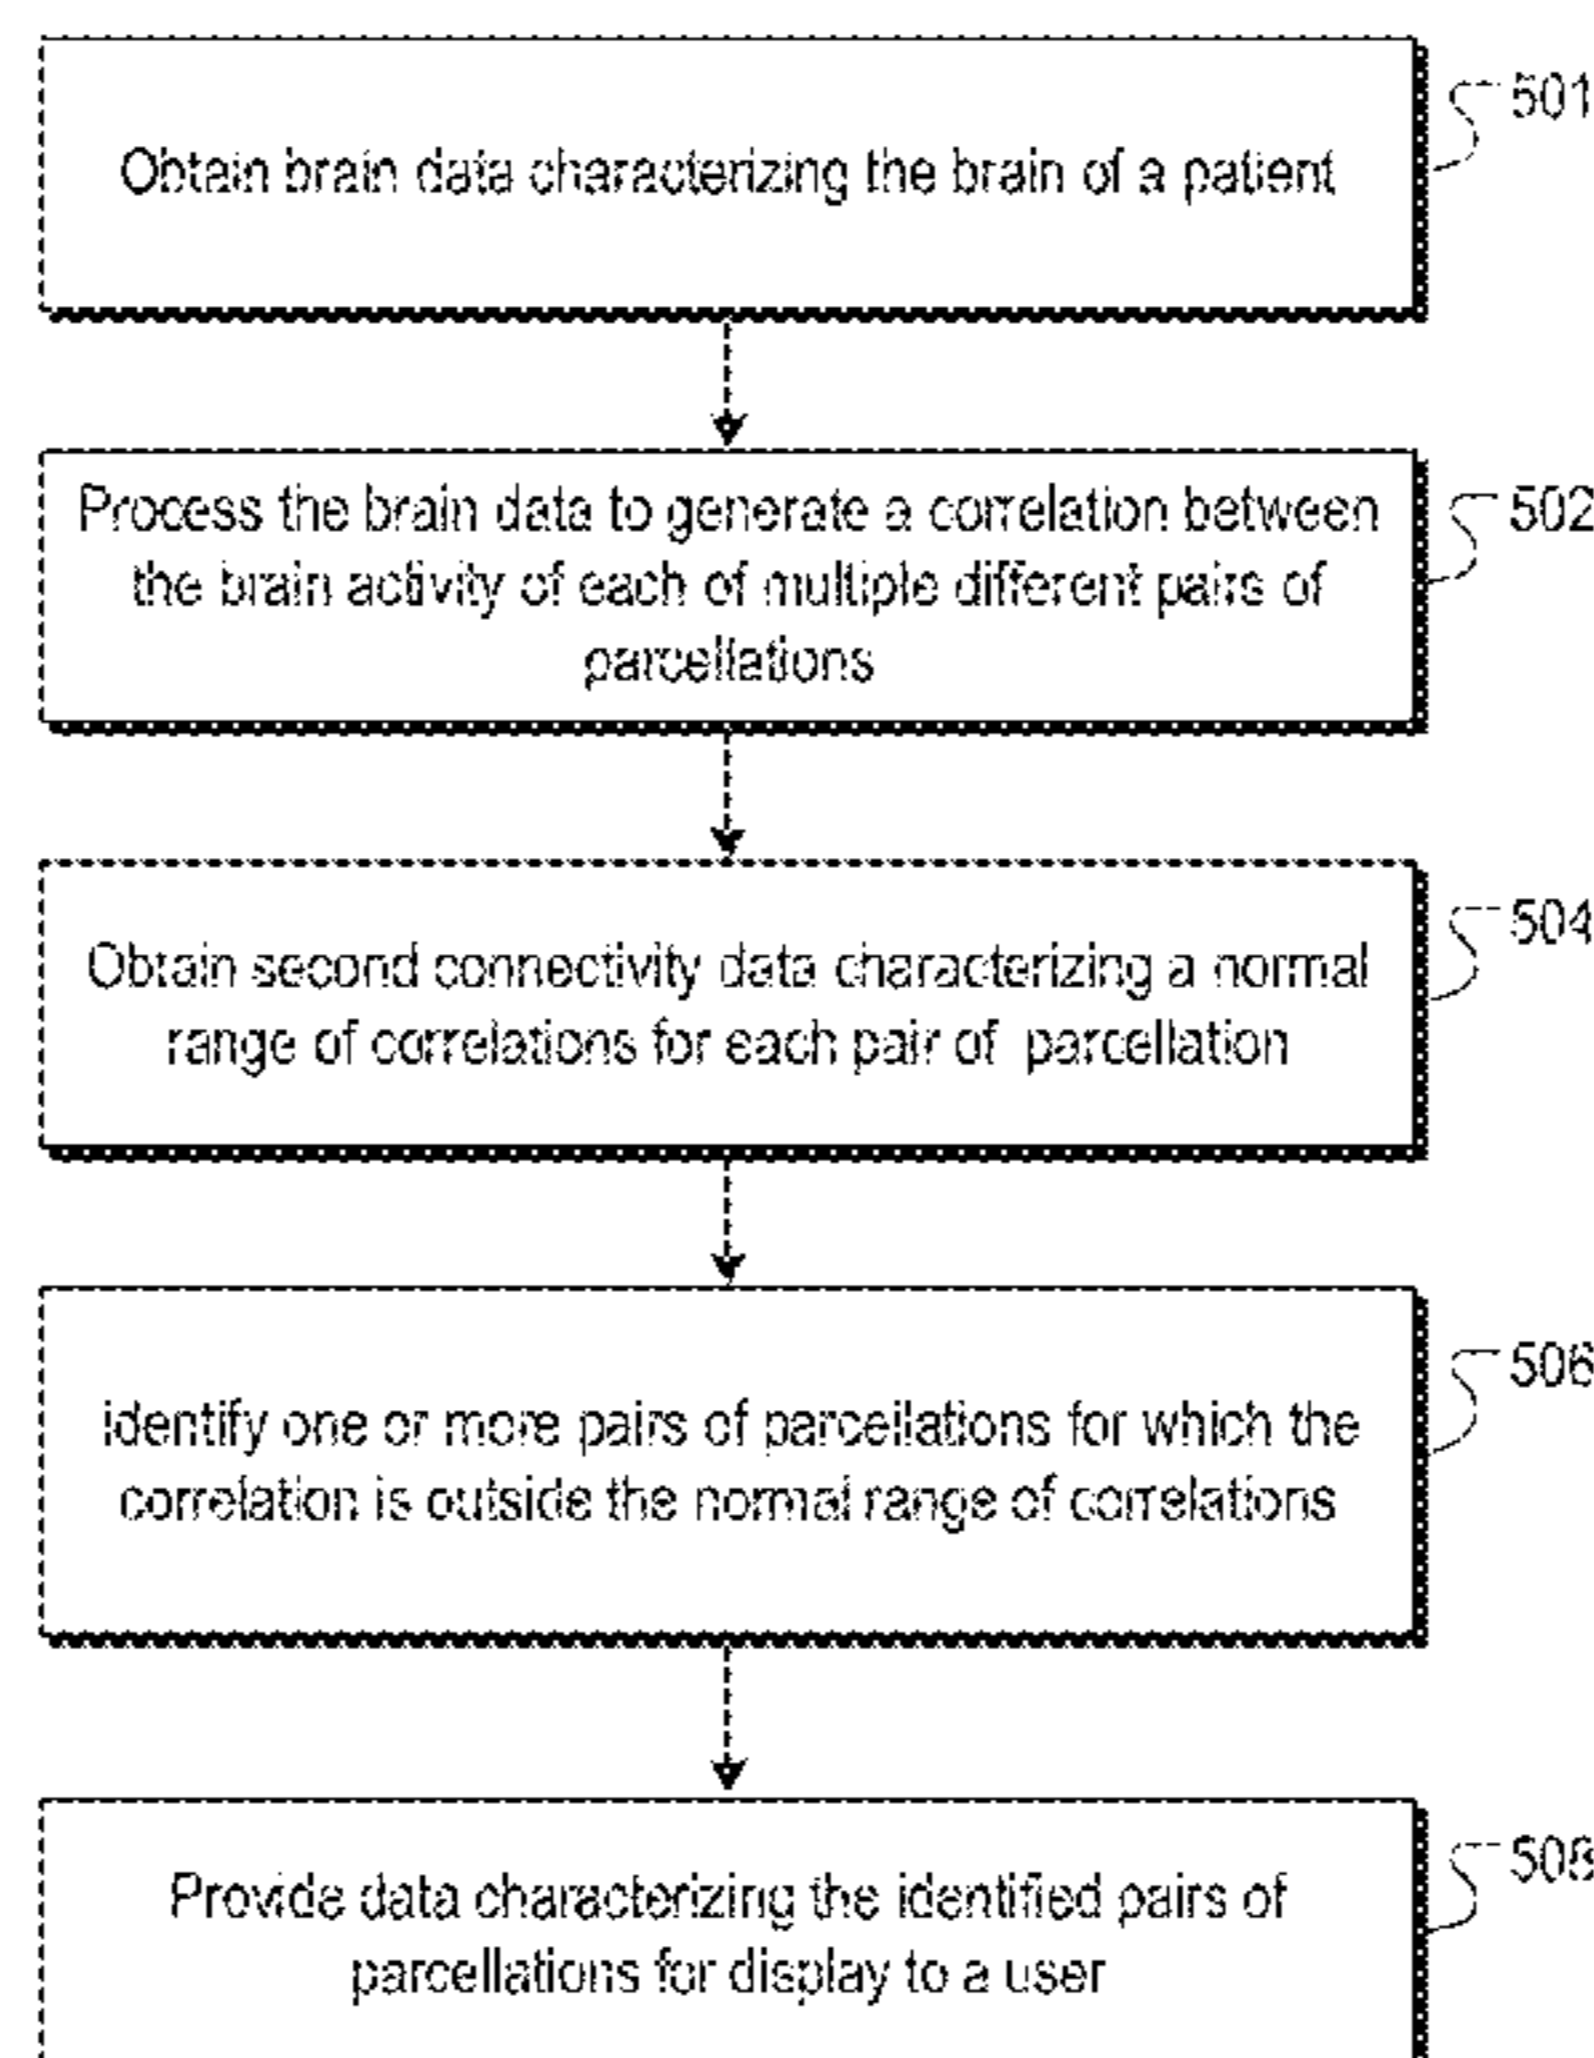 Obtain brain data characterizing the brain of a patient
501
Process the brain data to generate a correlation between
the brain activity of each of multiple different pairs of
parcellations
502
Obtain second connectivity data characterizing a normal
range of correlations for each pair of parcellation
504
Identify one or more pairs of parcellations for which the
correlation is outside the normal range of correlations
506
Provide data characterizing the identified pairs of
parcellations for display to a user
508